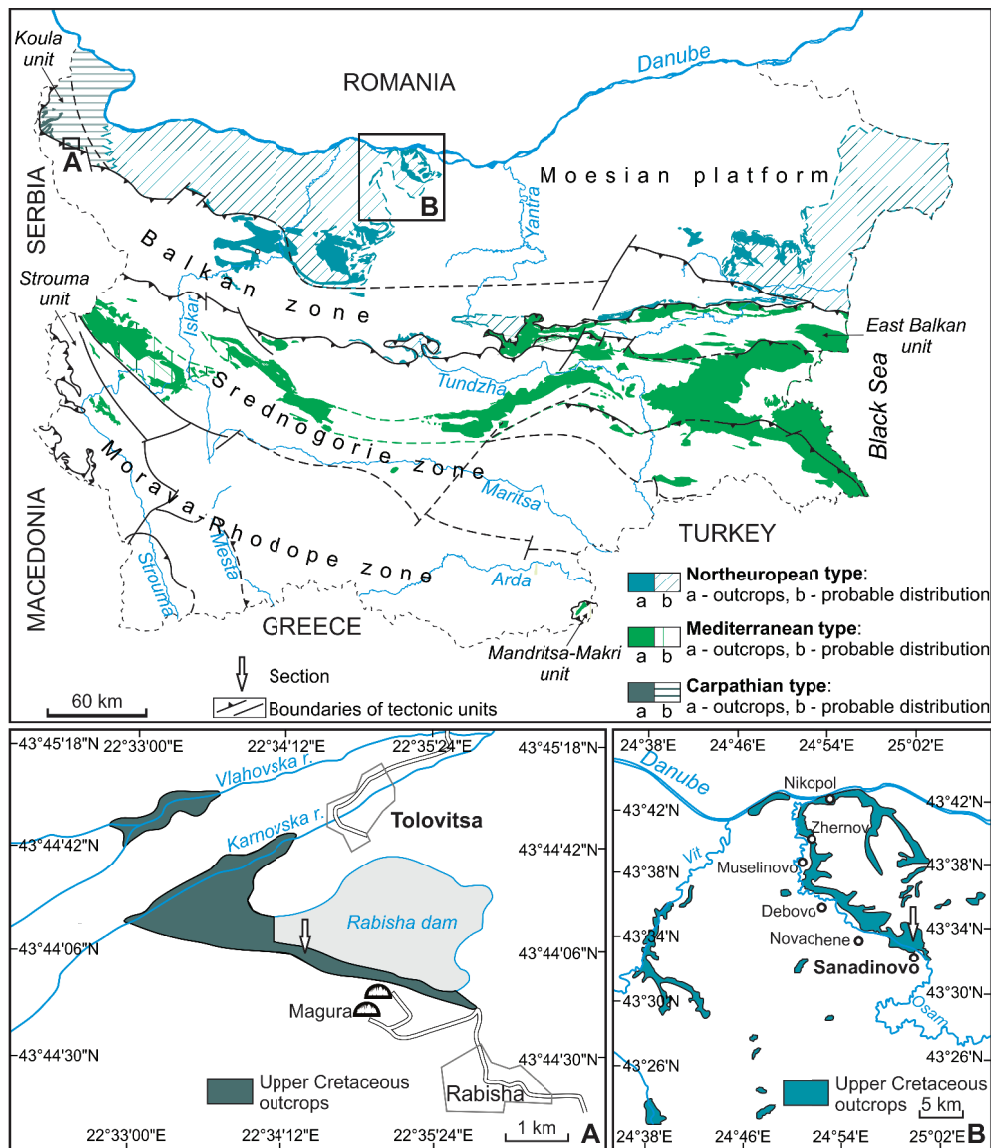 Koula
unit
ROMANIA
Danube
SERBIA
A
B
Moesian platform
Yantra
Balkan zone
Iskar
Strouma
unit
East Balkan
unit
Tundzha
Srednogorie zone
Black Sea
Morava-Rhodope zone
Maritsa
MACEDONIA
Strouma
Mesta
Arda
TURKEY
GREECE
Mandritsa-Makri
unit
Section
60 km
Boundaries of tectonic units
a b
Northeuropean type:
a - outcrops, b - probable distribution
a b
Mediterranean type:
a - outcrops, b - probable distribution
a b
Carpathian type:
a - outcrops, b - probable distribution
43°45'18"N
22°33'00"E
22°34'12"E
22°35'24"E
43°45'18"N
Vlahovska r.
Karnovska r.
Tolovitsa
43°44'42"N
43°44'42"N
Rabisha dam
43°44'06"N
43°44'06"N
Magura
43°44'30"N
43°44'30"N
Rabisha
Upper Cretaceous
outcrops
1 km
A
22°33'00"E
22°34'12"E
22°35'24"E
24°38'E
24°46'E
24°54'E
25°02'E
Danube
Nikopol
43°42'N
43°42'N
Zhernov
Vit
Muselinovo
43°38'N
43°38'N
Debovo
43°34'N
43°34'N
Novachene
Sanadinovo
43°30'N
43°30'N
Osam
43°26'N
43°26'N
Upper Cretaceous
outcrops
5 km
B
24°38'E
24°46'E
24°54'E
25°02'E